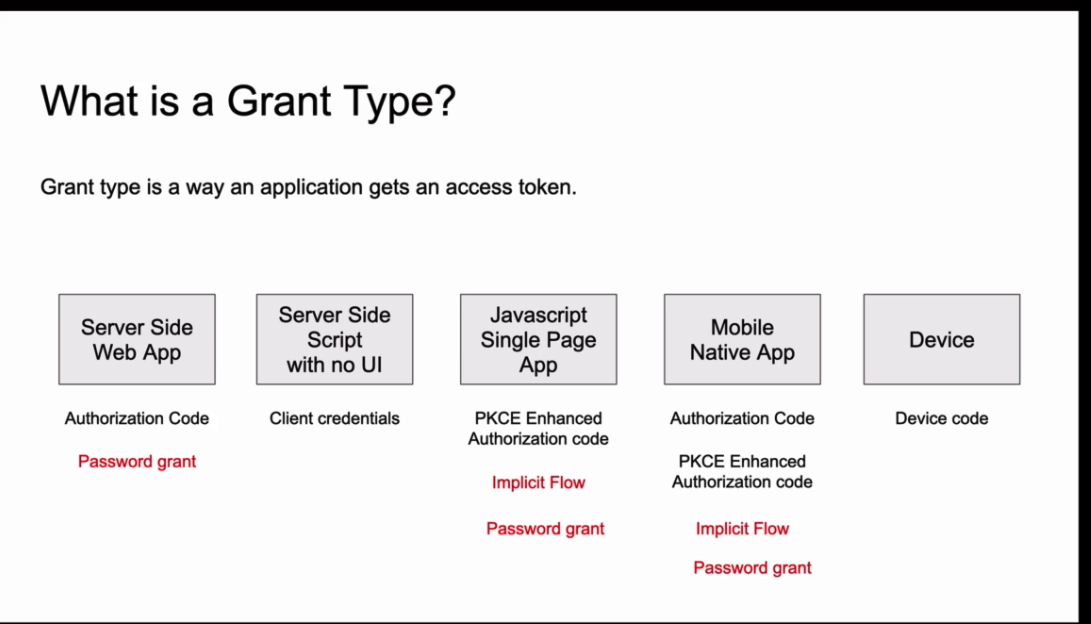 What is a Grant Type?
Grant type is a way an application gets an access token.
Server Side
Web App
Authorization Code
Password grant
Server Side
Script
with no UI
Client credentials
Javascript
Single Page
App
PKCE Enhanced
Authorization code
Implicit Flow
Password grant
Mobile
Native App
Authorization Code
PKCE Enhanced
Authorization code
Implicit Flow
Password grant
Device
Device code